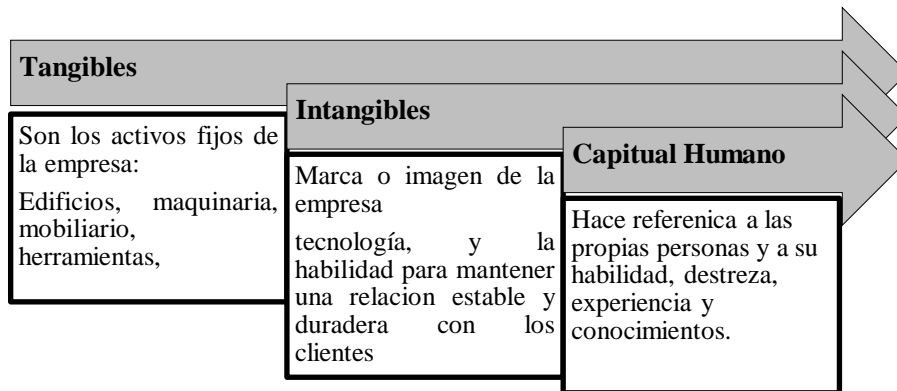 Tangibles
Son los activos fijos de
la empresa:
Edificios, maquinaria,
mobiliario,
herramientas,
Intangibles
Marca o imagen de la
empresa
tecnología, y la
habilidad para mantener
una relacion estable y
duradera con los
clientes
Capitual Humano
Hace referenica a las
propias personas y a su
habilidad, destreza,
experiencia y
conocimientos.